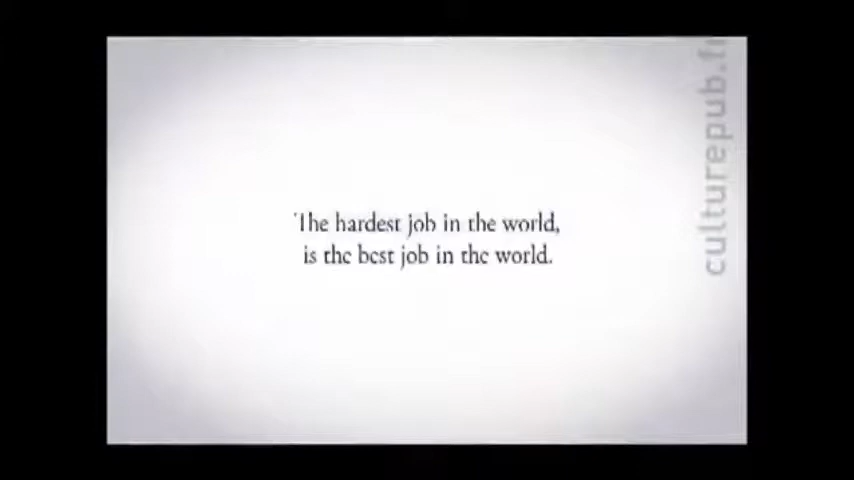 The hardest job in the world,
is the best job in the world.
culturepub.fr